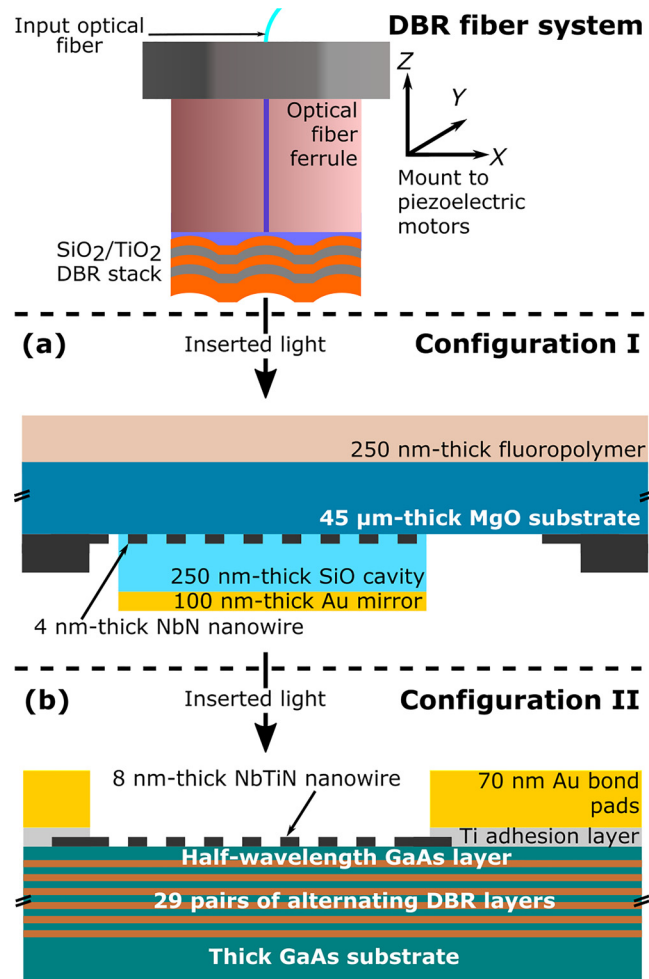 Input optical
fiber
DBR fiber system
Z
Y
X
Optical
fiber
ferrule
Mount to
piezoelectric
motors
SiO₂/TiO₂
DBR stack
(a)
Inserted light
Configuration I
250 nm-thick fluoropolymer
45 µm-thick MgO substrate
250 nm-thick SiO cavity
100 nm-thick Au mirror
4 nm-thick NbN nanowire
(b)
Inserted light
Configuration II
8 nm-thick NbTiN nanowire
70 nm Au bond
pads
Ti adhesion layer
Half-wavelength GaAs layer
29 pairs of alternating DBR layers
Thick GaAs substrate